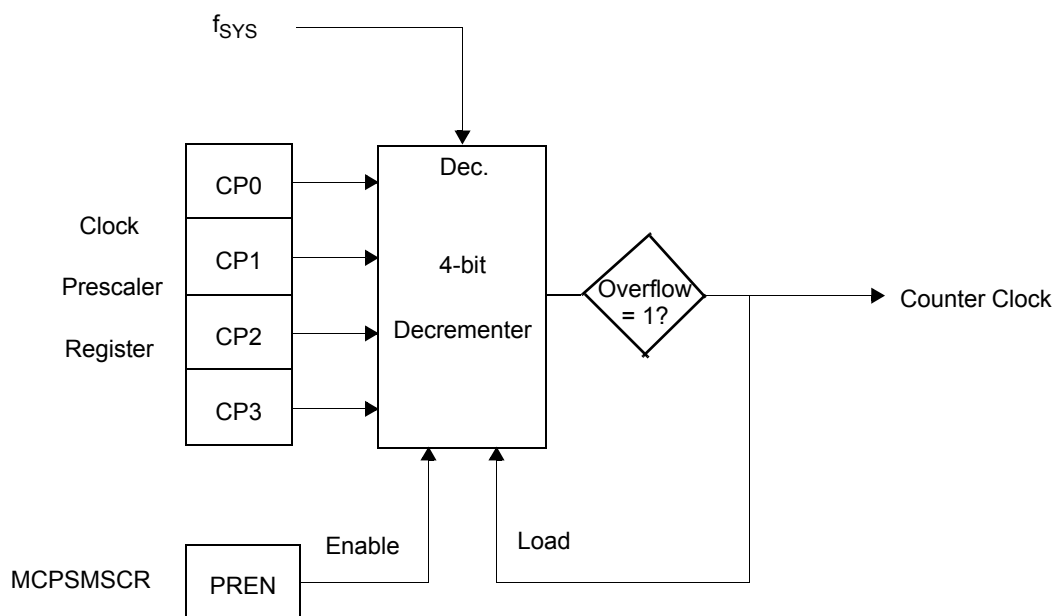 fSYS
Dec.
4-bit
Decrementer
Clock
Prescaler
Register
CP0
CP1
CP2
CP3
Overflow
= 1?
Counter Clock
Enable
Load
MCPSMSCR
PREN